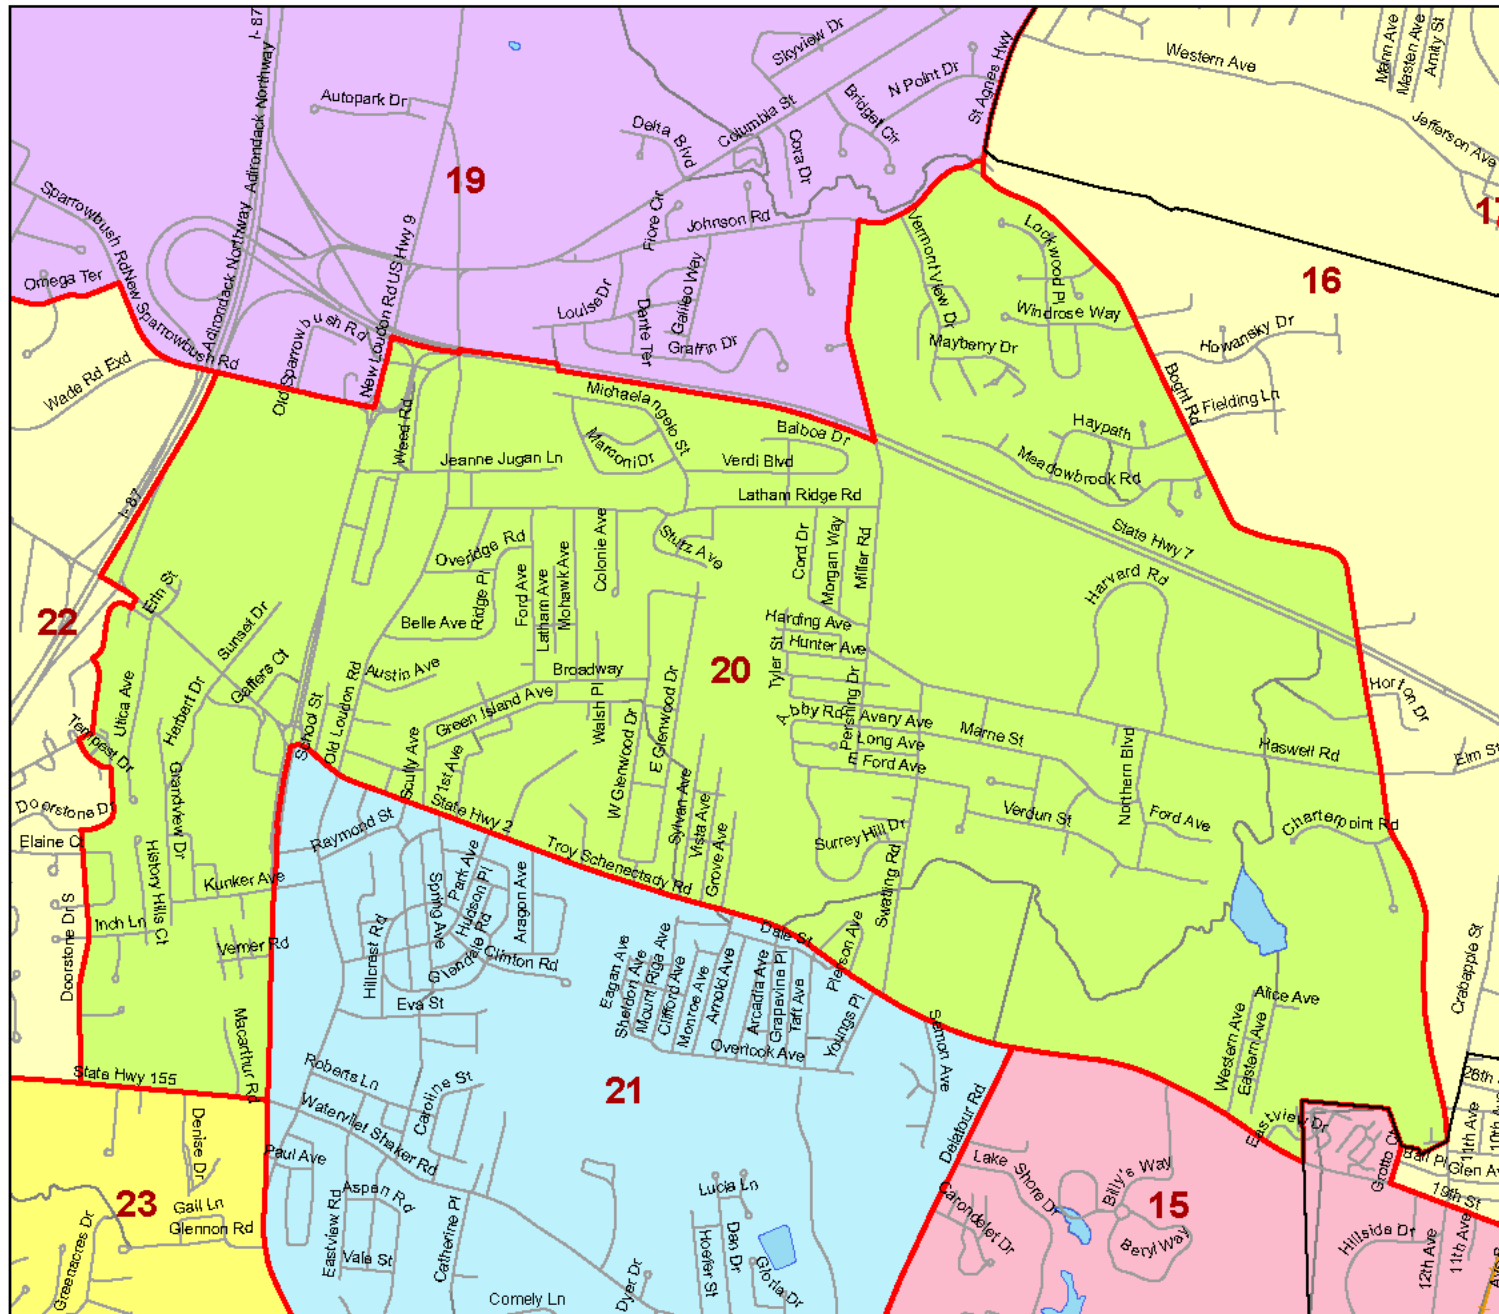 I- 87
Adirondack Northway
Skyview Dr
N Point Dr
St Agnes Hwy
Western Ave
Mann Ave
Masten Ave
Amity St
Autopark Dr
Columbia St
Bridget Cir
Delta Blvd
Cora Dr
Jefferson Ave
19
Sparrowbush Rd
Fiore Cir
Johnson Rd
Lockwood Pl
Vermont View Dr
Omega Ter
New Sparrowbush Rd
Adirondack Northway
US Hwy 9
New Loudon Rd
Old Sparrowbush Rd
Louise Dr
Dante Ter
Galileo Way
Graffin Dr
Windrose Way
Mayberry Dr
16
Howansky Dr
Wade Rd Exd
Boght Rd
Fielding Ln
Weed Rd
Michaelangelo St
Marconi Dr
Balboa Dr
Haypath
Jeanne Jugan Ln
Verdi Blvd
Meadowbrook Rd
Latham Ridge Rd
I- 87
State Hwy 7
Stutz Ave
Cord Dr
Morgan Way
Miller Rd
Overidge Rd
Colonie Ave
Harvard Rd
Erin St
Ridge Pl
Ford Ave
Latham Ave
Mohawk Ave
22
Sunset Dr
Belle Ave
Harding Ave
Hunter Ave
Tyler St
Gaffers Ct
Austin Ave
Broadway
20
Utica Ave
Herbert Dr
Old Loudon Rd
School St
Green Island Ave
Walsh Pl
E Glenwood Dr
W Glenwood Dr
Pershing Dr
Abby Rd
Avery Ave
Marne St
Long Ave
E Ford Ave
Horton Dr
Haswell Rd
Elm St
Tempest Dr
Scully Ave
21st Ave
Northern Blvd
Doorstone Dr
Grandview Dr
State Hwy 2
Sylvan Ave
Vista Ave
Grove Ave
Verdun St
Ford Ave
Charterpoint Rd
Elaine Ct
Raymond St
Troy Schenectady Rd
Surrey Hill Dr
Swatling Rd
History Hills Ct
Kunker Ave
Spring Ave
Park Ave
Hudson Pl
Aragon Ave
Doorstone Dr S
Inch Ln
Vernier Rd
Hillcrest Rd
Glendale Rd
Clinton Rd
Dale St
Pierson Ave
Crabapple St
Eva St
Eagan Ave
Sheldon Ave
Mount Riga Ave
Clifford Ave
Monroe Ave
Arnold Ave
Arcadia Ave
Grapevine Pl
Taft Ave
Youngs Pl
Overlook Ave
Alice Ave
Western Ave
Eastern Ave
Macarthur Rd
State Hwy 155
Roberts Ln
Caroline St
21
Watervliet Shaker Rd
Delatour Rd
Eastview Dr
11th Ave
Grotto Ct
Denise Dr
Paul Ave
Lake Shore Dr
Billy's Way
19th St
23
Gail Ln
Glennon Rd
Aspen Rd
Eastview Rd
Lucia Ln
Carondelet Dr
15
Beryl Way
Hillside Dr
Greenacres Dr
Vale St
Catherine Pl
Hoefer St
Dan Dr
Gloria Dr
Dyer Dr
Comely Ln
12th Ave
11th Ave